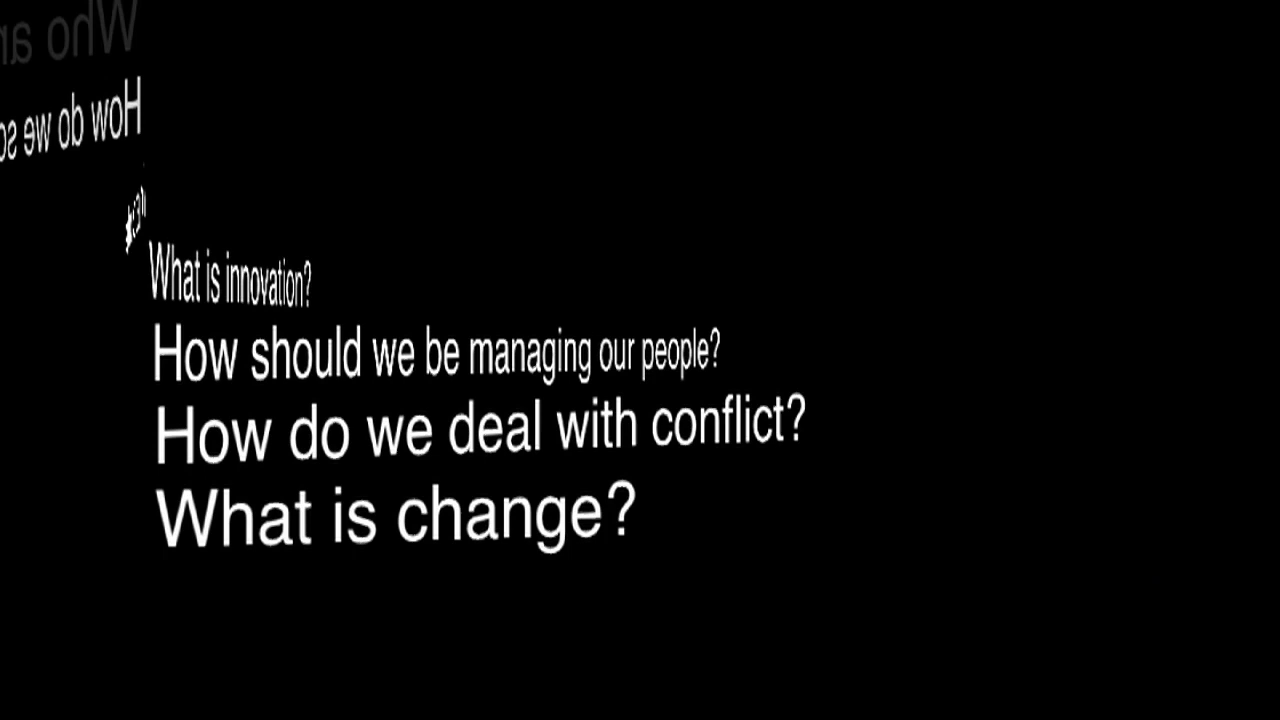 Who
How do we
What is innovation?
How should we be managing our people?
How do we deal with conflict?
What is change?